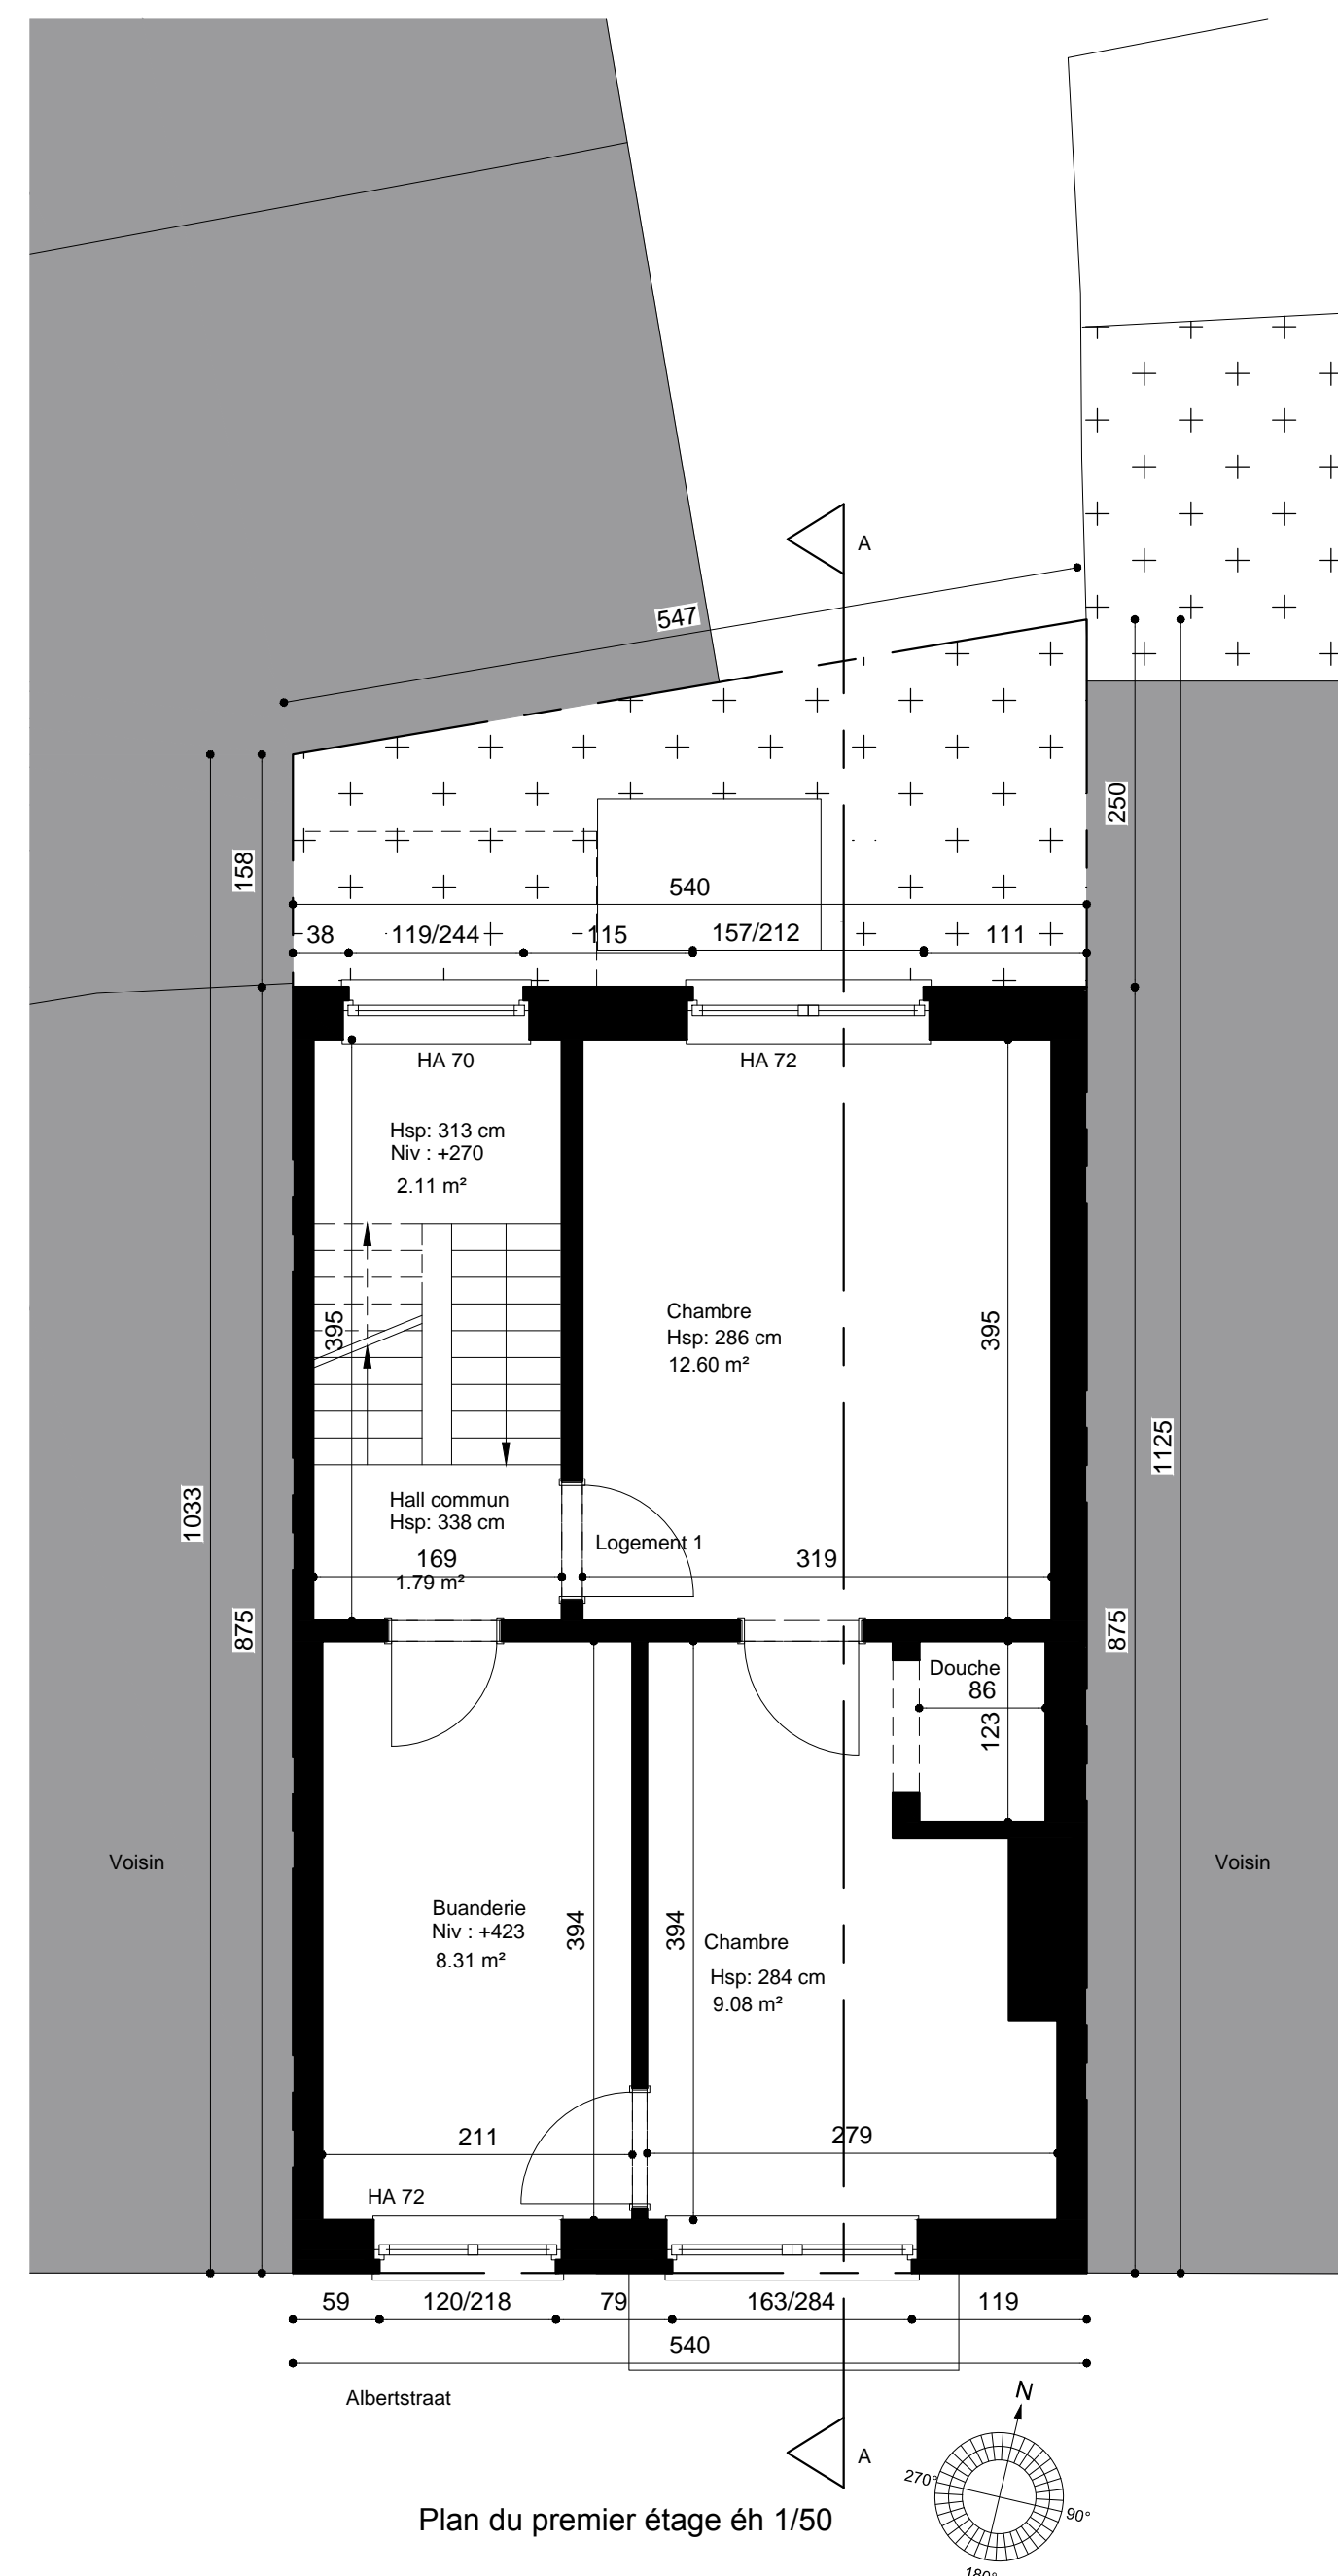 A
547
250
158
540
38
119/244
115
157/212
111
HA 70
HA 72
Hsp: 313 cm
Niv : +270
2.11 m²
395
Chambre
Hsp: 286 cm
12.60 m²
395
1125
1033
Hall commun
Hsp: 338 cm
169
1.79 m²
Logement 1
319
875
875
Douche
86
123
Voisin
Voisin
Buanderie
Niv : +423
8.31 m²
394
394
Chambre
Hsp: 284 cm
9.08 m²
211
279
HA 72
59
120/218
79
163/284
119
540
Albertstraat
N
A
270°
90°
180°
Plan du premier étage éh 1/50